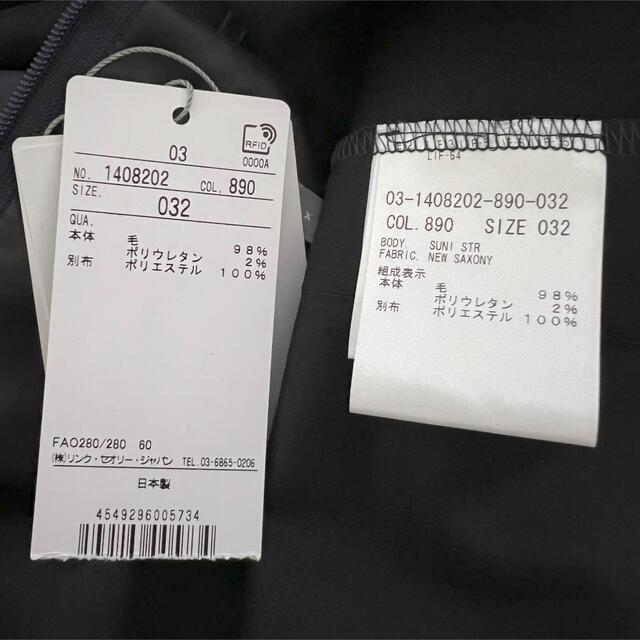 RFID
0000A
03
NO. 1408202 COL. 890
SIZE.
032
QUA.
本体 毛 98%
ポリウレタン 2%
別布 ポリエステル 100%
FA0280/280 60
(株)リンク・セオリー・ジャパン TEL.03-6865-0206
日本製
4549296005734
LTF-64
03-1408202-890-032
COL. 890 SIZE 032
BODY. SUNI STR
FABRIC. NEW SAXONY
組成表示
本体 毛 98%
ポリウレタン 2%
別布 ポリエステル 100%